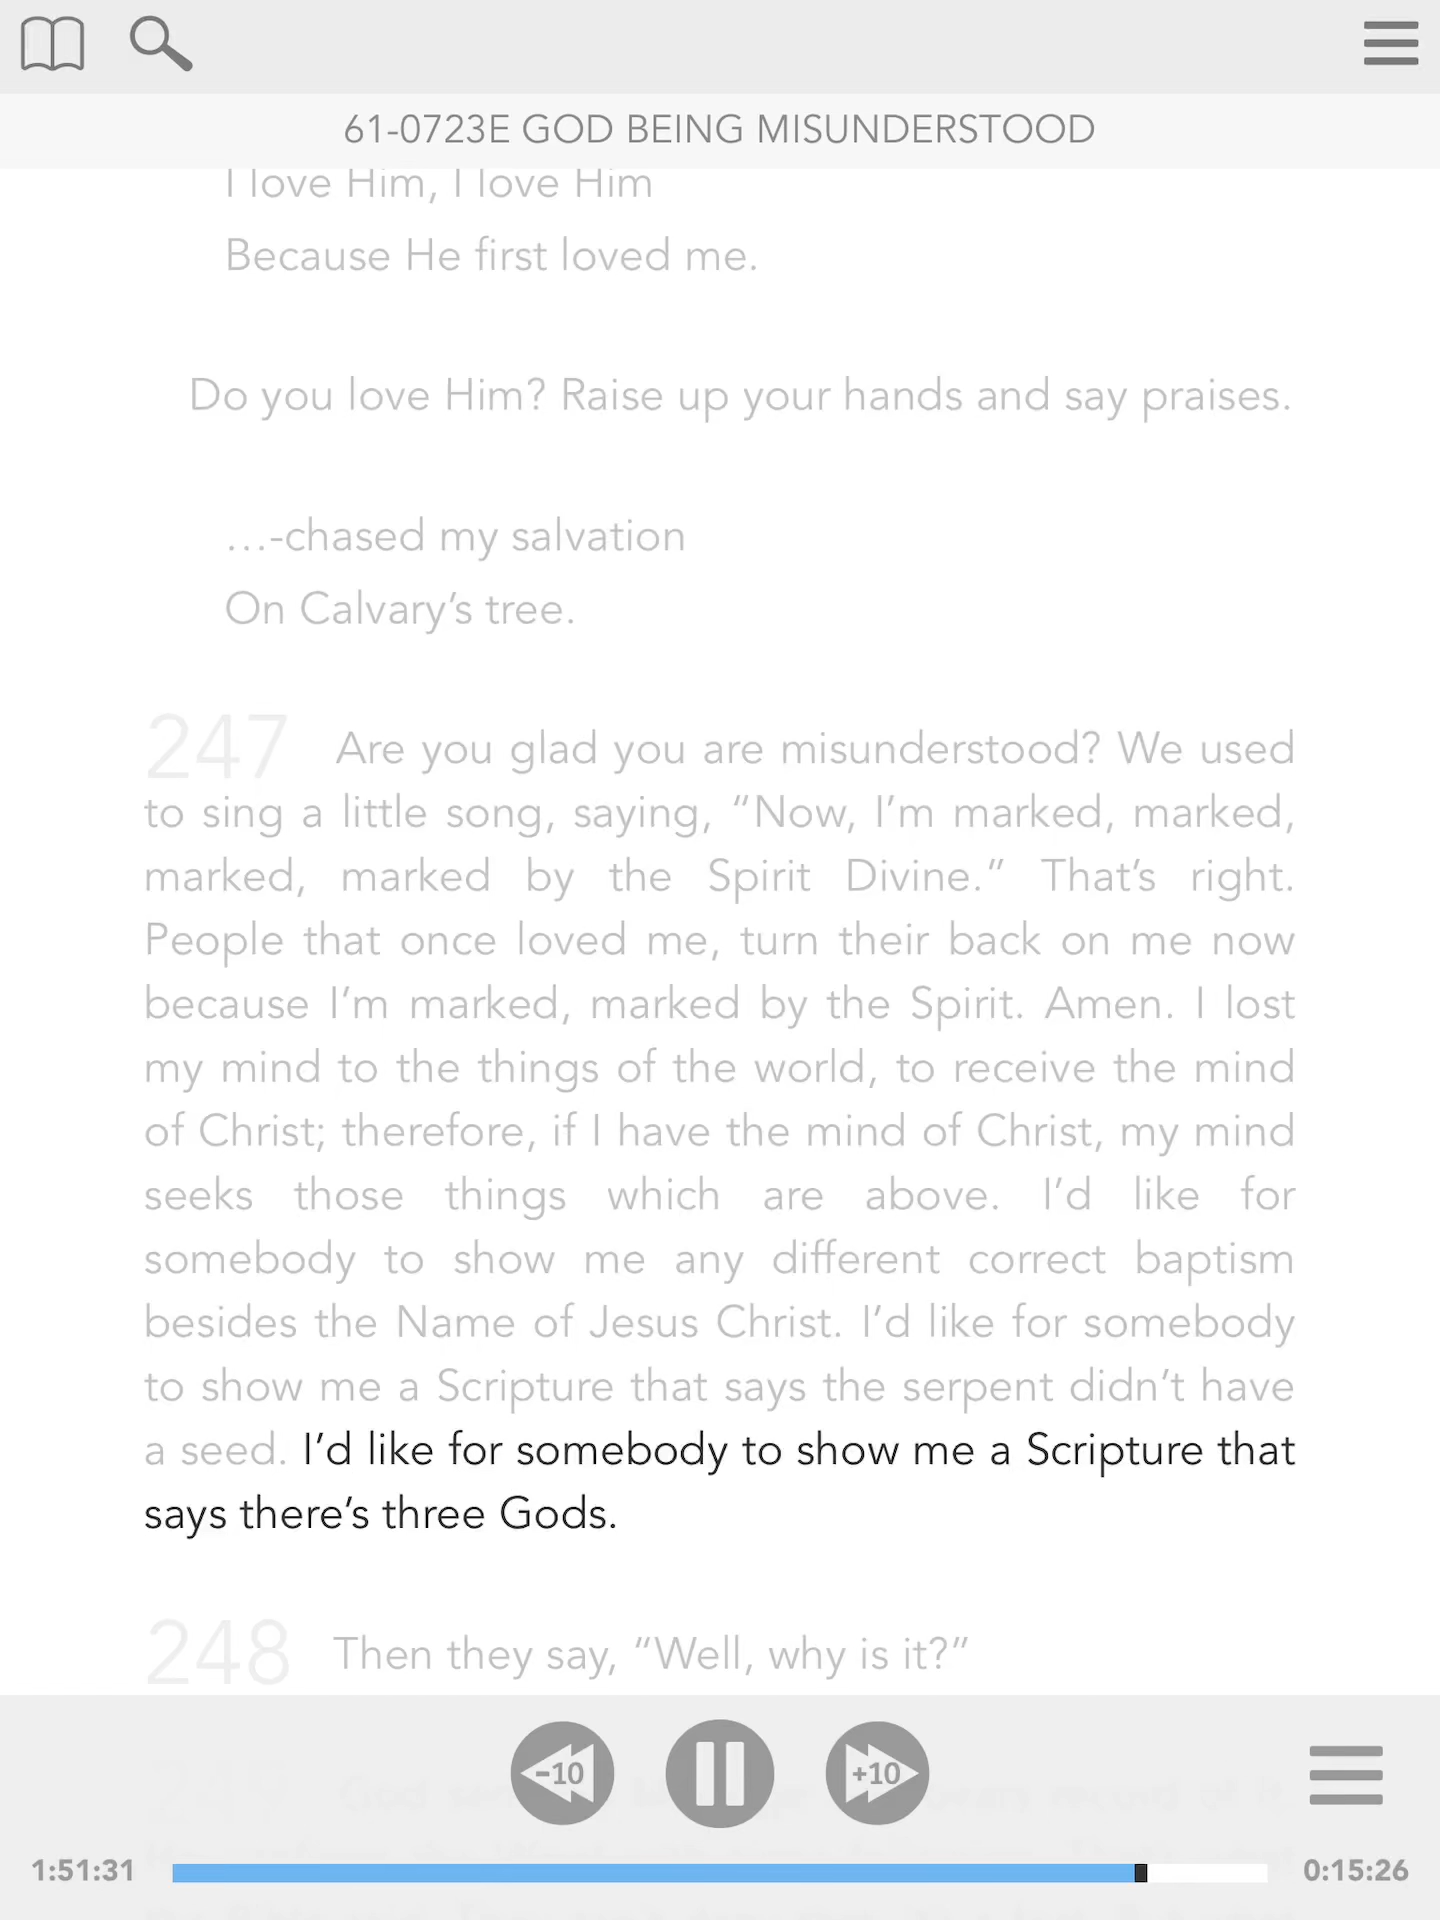 61-0723E GOD BEING MISUNDERSTOOD
I love Him, I love Him
Because He first loved me.
Do you love Him? Raise up your hands and say praises.
…-chased my salvation
On Calvary’s tree.
247 Are you glad you are misunderstood? We used
to sing a little song, saying, “Now, I’m marked, marked,
marked, marked by the Spirit Divine.” That’s right.
People that once loved me, turn their back on me now
because I’m marked, marked by the Spirit. Amen. I lost
my mind to the things of the world, to receive the mind
of Christ; therefore, if I have the mind of Christ, my mind
seeks those things which are above. I’d like for
somebody to show me any different correct baptism
besides the Name of Jesus Christ. I’d like for somebody
to show me a Scripture that says the serpent didn’t have
a seed. I’d like for somebody to show me a Scripture that
says there’s three Gods.
248 Then they say, “Well, why is it?”
-10 +10
1:51:31 0:15:26